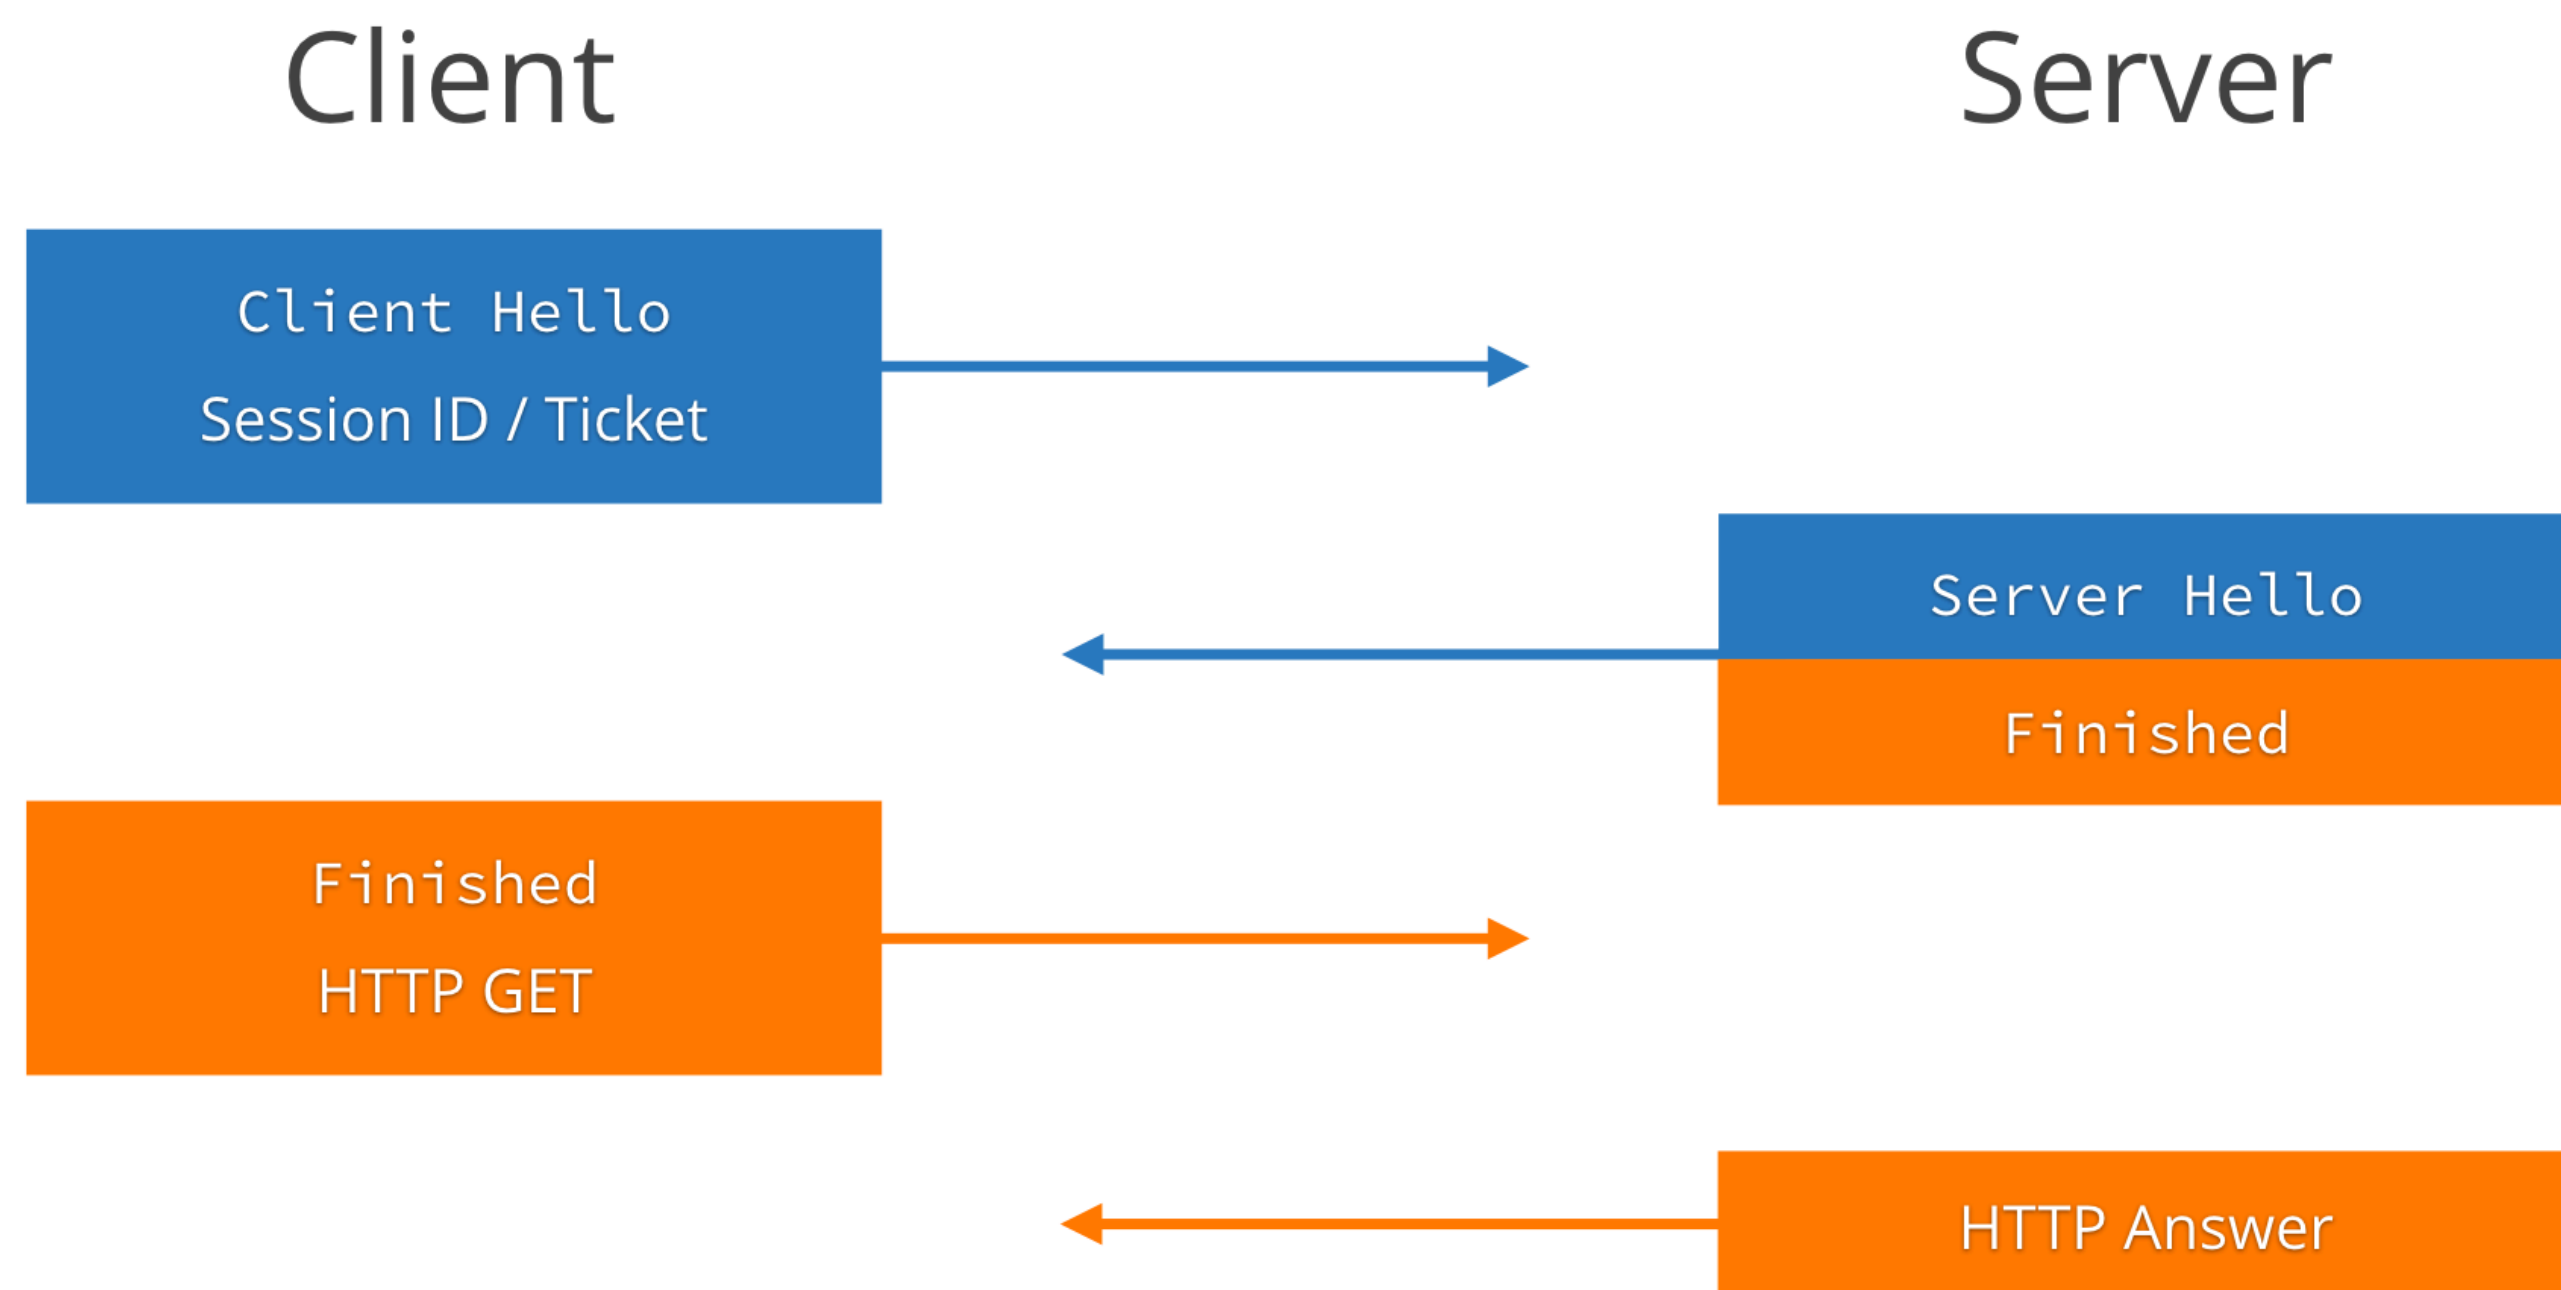 Client
Server
Client Hello
Session ID / Ticket
Server Hello
Finished
Finished
HTTP GET
HTTP Answer